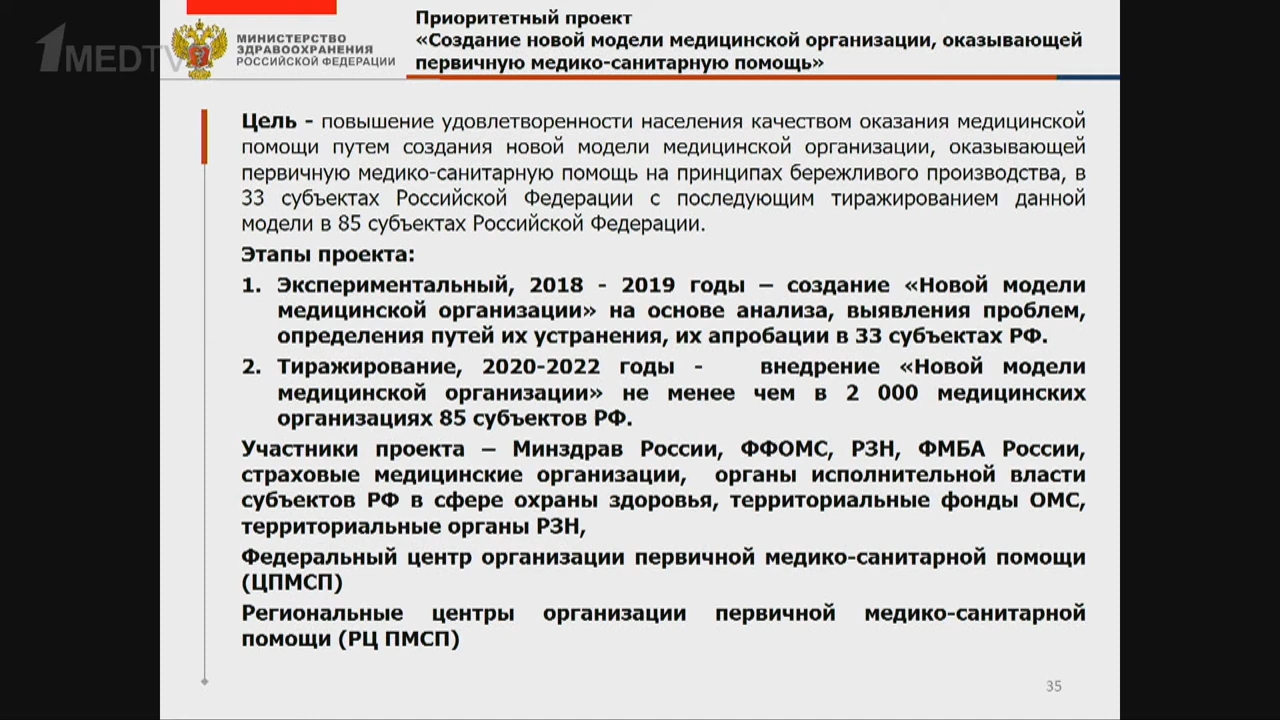 1MEDTV
МИНИСТЕРСТВО
ЗДРАВООХРАНЕНИЯ
РОССИЙСКОЙ ФЕДЕРАЦИИ
Приоритетный проект
«Создание новой модели медицинской организации, оказывающей
первичную медико-санитарную помощь»
Цель - повышение удовлетворенности населения качеством оказания медицинской
помощи путем создания новой модели медицинской организации, оказывающей
первичную медико-санитарную помощь на принципах бережливого производства, в
33 субъектах Российской Федерации с последующим тиражированием данной
модели в 85 субъектах Российской Федерации.
Этапы проекта:
1. Экспериментальный, 2018 - 2019 годы – создание «Новой модели
медицинской организации» на основе анализа, выявления проблем,
определения путей их устранения, их апробации в 33 субъектах РФ.
2. Тиражирование, 2020-2022 годы - внедрение «Новой модели
медицинской организации» не менее чем в 2 000 медицинских
организациях 85 субъектов РФ.
Участники проекта – Минздрав России, ФФОМС, РЗН, ФМБА России,
страховые медицинские организации, органы исполнительной власти
субъектов РФ в сфере охраны здоровья, территориальные фонды ОМС,
территориальные органы РЗН,
Федеральный центр организации первичной медико-санитарной помощи
(ЦПМСП)
Региональные центры организации первичной медико-санитарной
помощи (РЦ ПМСП)
35